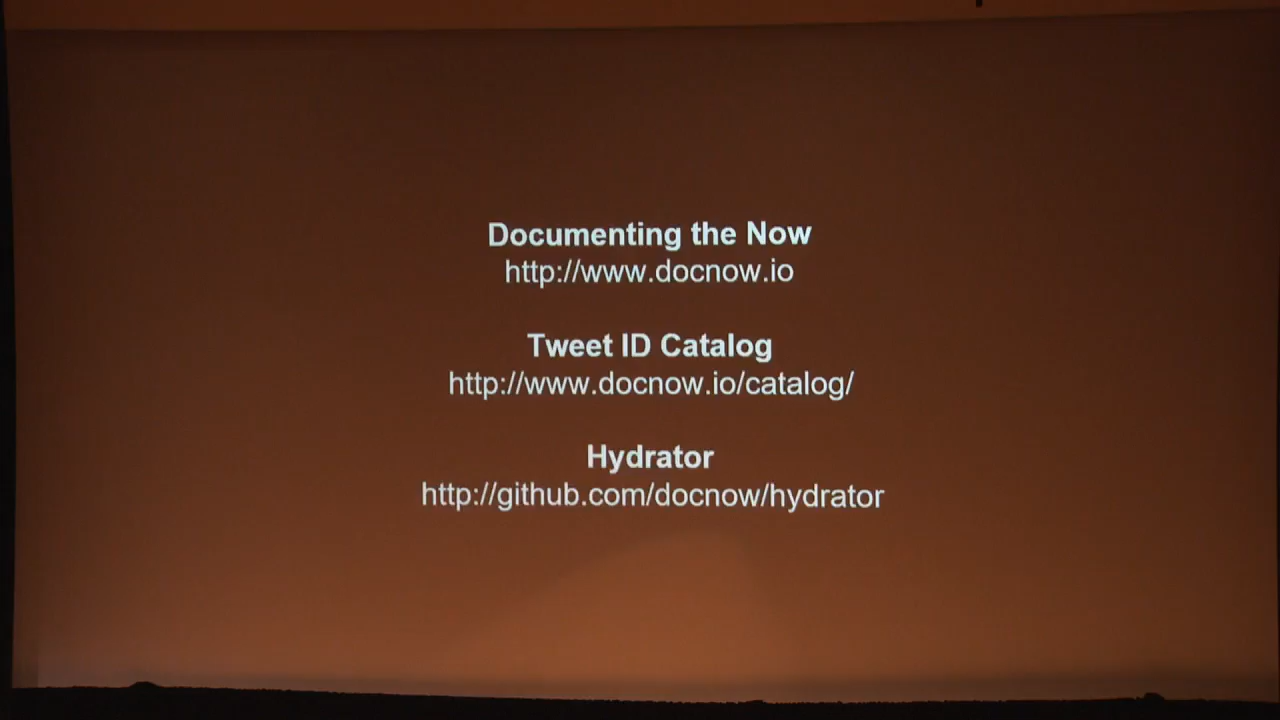 Documenting the Now
http://www.docnow.io
Tweet ID Catalog
http://www.docnow.io/catalog/
Hydrator
http://github.com/docnow/hydrator